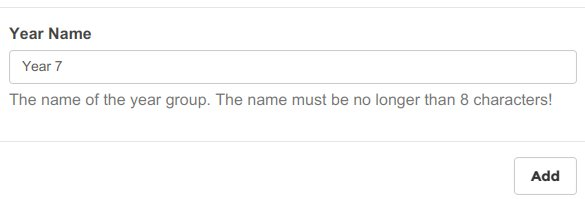 Year Name
Year 7
The name of the year group. The name must be no longer than 8 characters!
Add